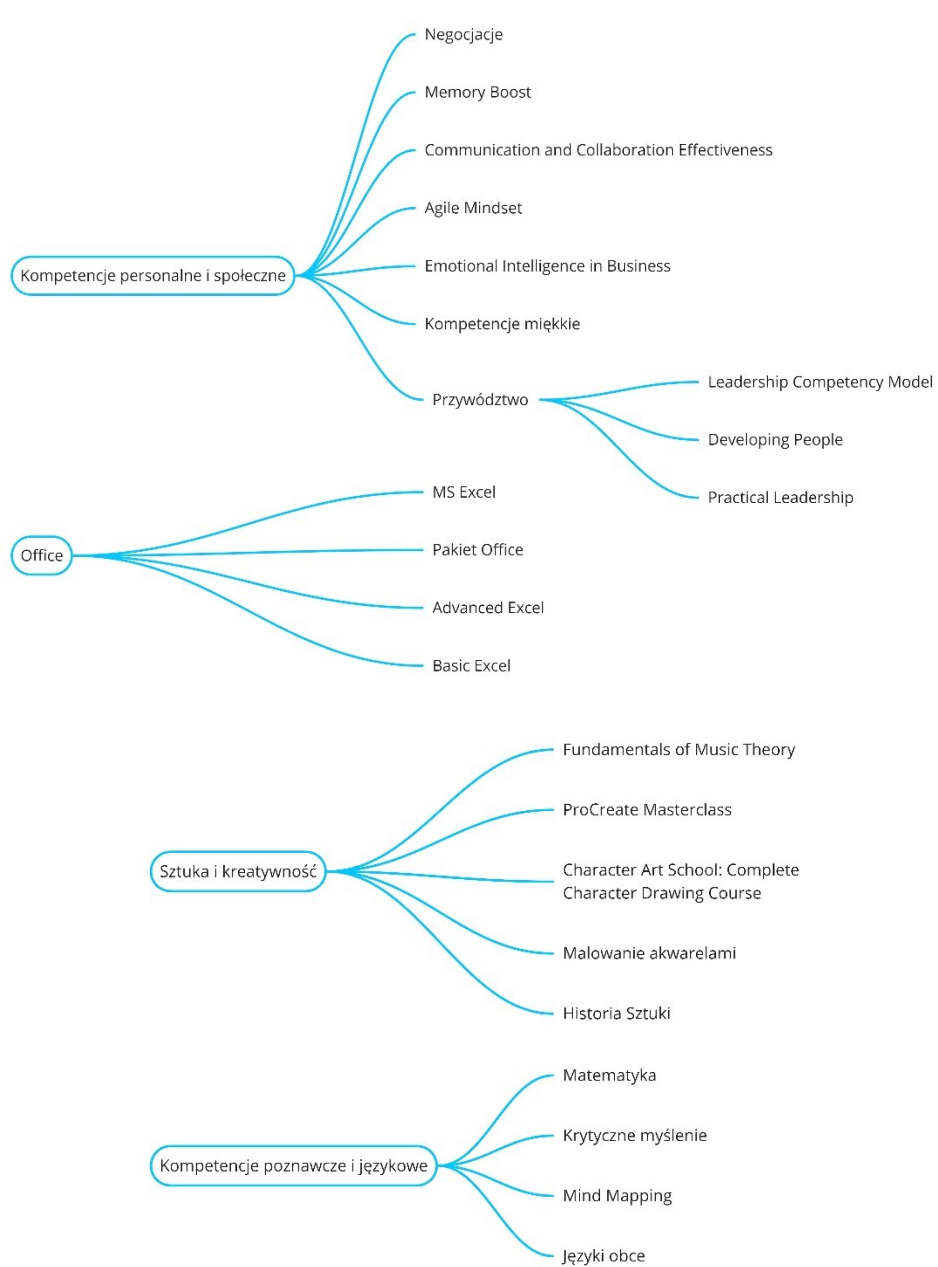 Negocjacje
Memory Boost
Communication and Collaboration Effectiveness
Agile Mindset
Emotional Intelligence in Business
Kompetencje personalne i społeczne
Kompetencje miękkie
Przywództwo
Leadership Competency Model
Developing People
Practical Leadership
MS Excel
Office
Pakiet Office
Advanced Excel
Basic Excel
Fundamentals of Music Theory
ProCreate Masterclass
Sztuka i kreatywność
Character Art School: Complete
Character Drawing Course
Malowanie akwarelami
Historia Sztuki
Matematyka
Krytyczne myślenie
Kompetencje poznawcze i językowe
Mind Mapping
Języki obce